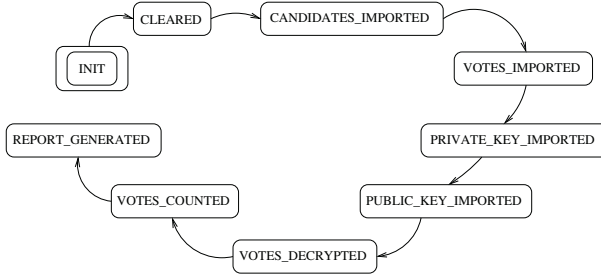 CLEARED
CANDIDATES_IMPORTED
INIT
VOTES_IMPORTED
REPORT_GENERATED
PRIVATE_KEY_IMPORTED
VOTES_COUNTED
PUBLIC_KEY_IMPORTED
VOTES_DECRYPTED